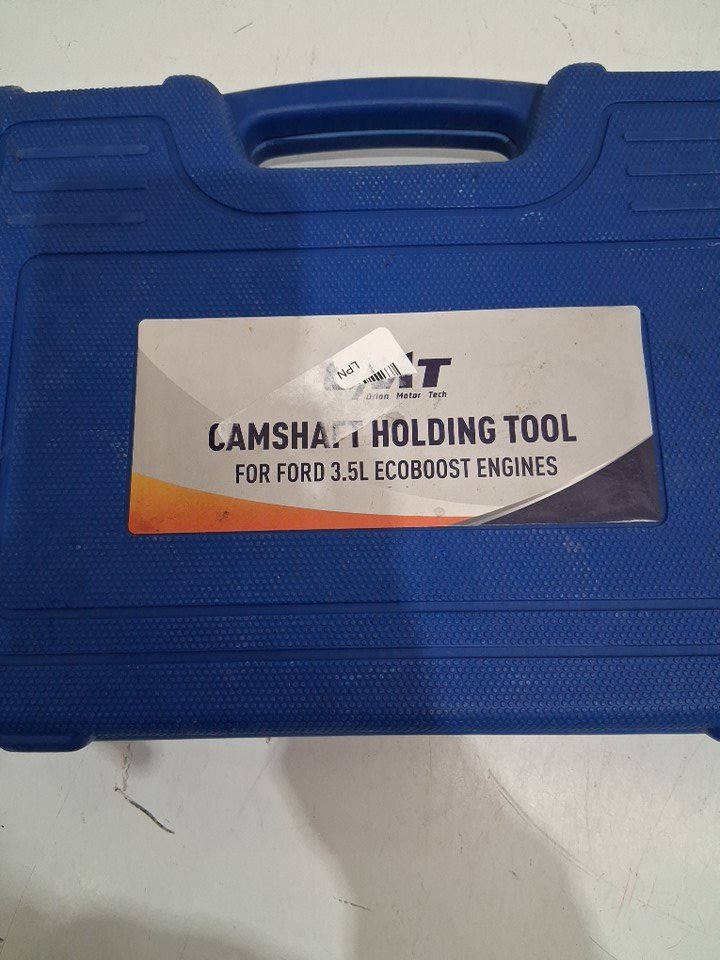 LPN
Orion Motor Tech
CAMSHAFT HOLDING TOOL
FOR FORD 3.5L ECOBOOST ENGINES